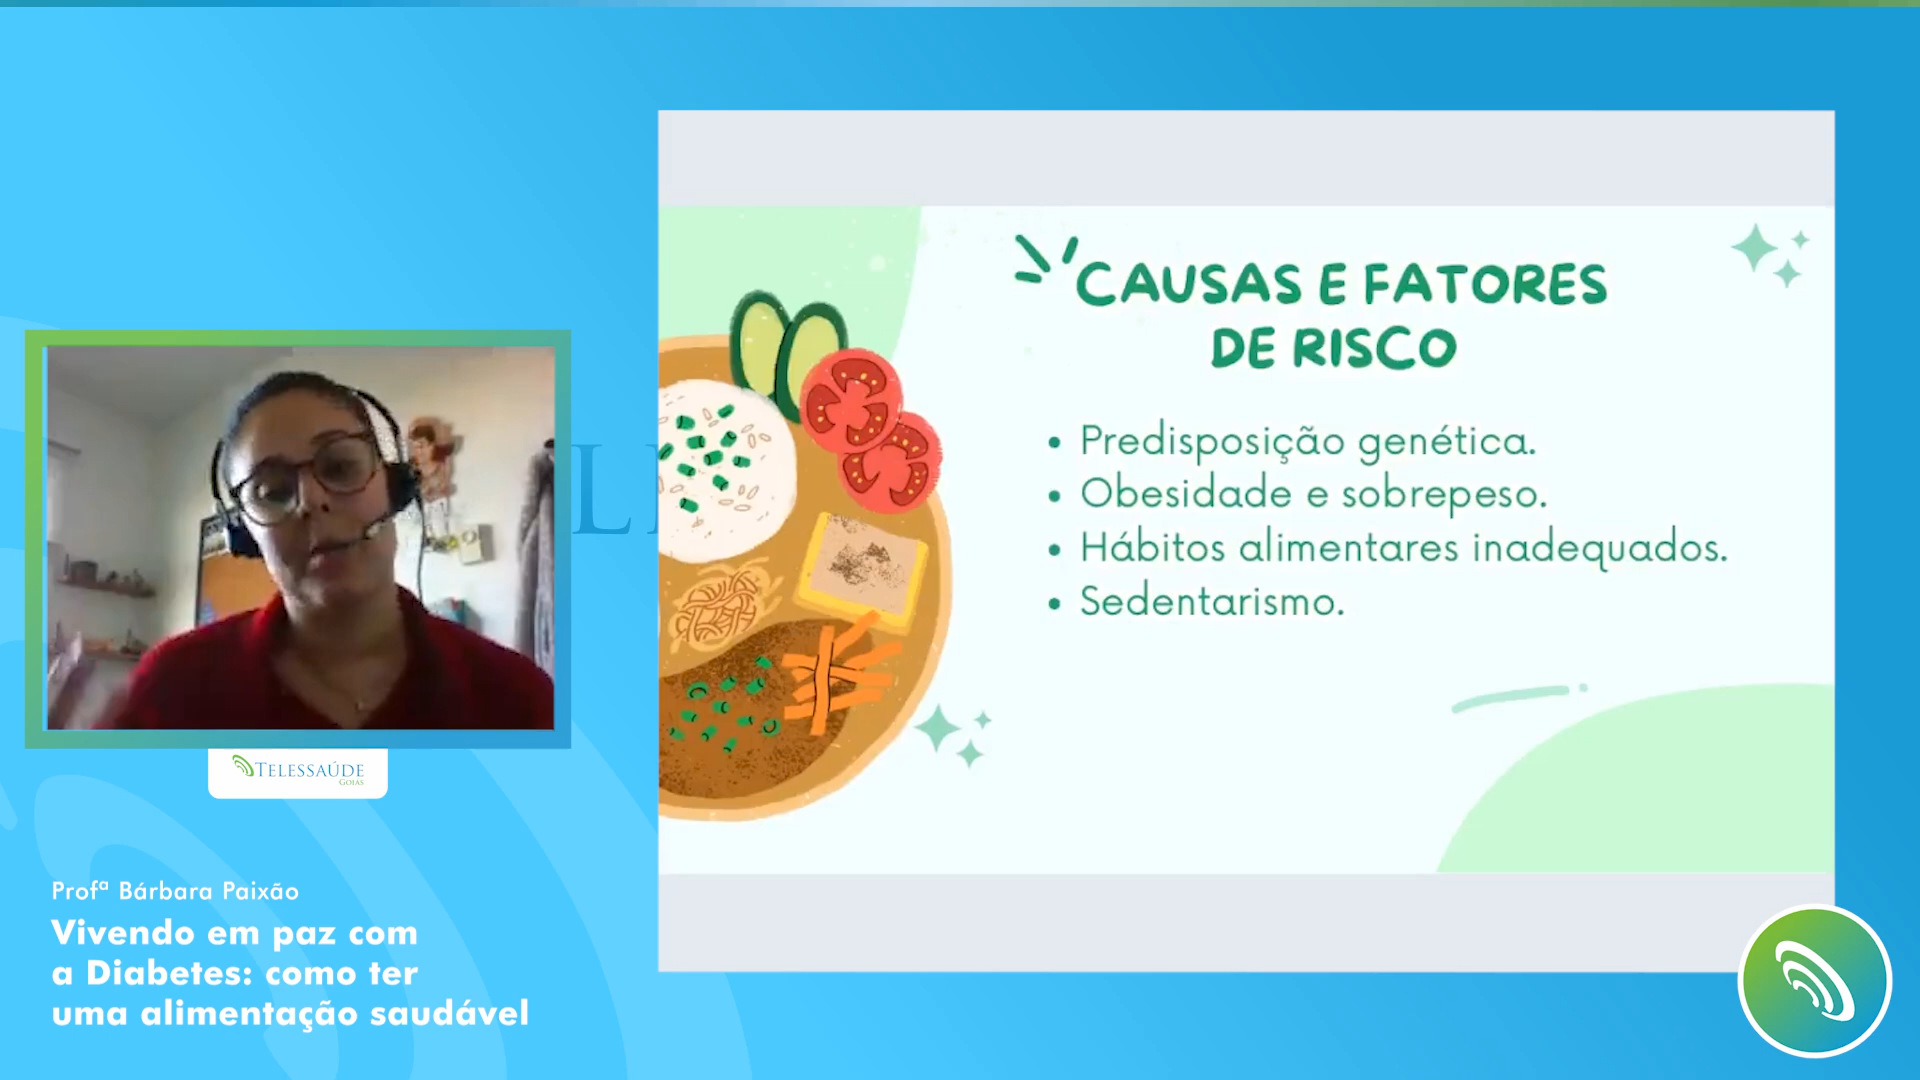 CAUSAS E FATORES
DE RISCO
• Predisposição genética.
• Obesidade e sobrepeso.
• Hábitos alimentares inadequados.
• Sedentarismo.
TELESSAÚDE
GOIÁS
Profª Bárbara Paixão
Vivendo em paz com
a Diabetes: como ter
uma alimentação saudável